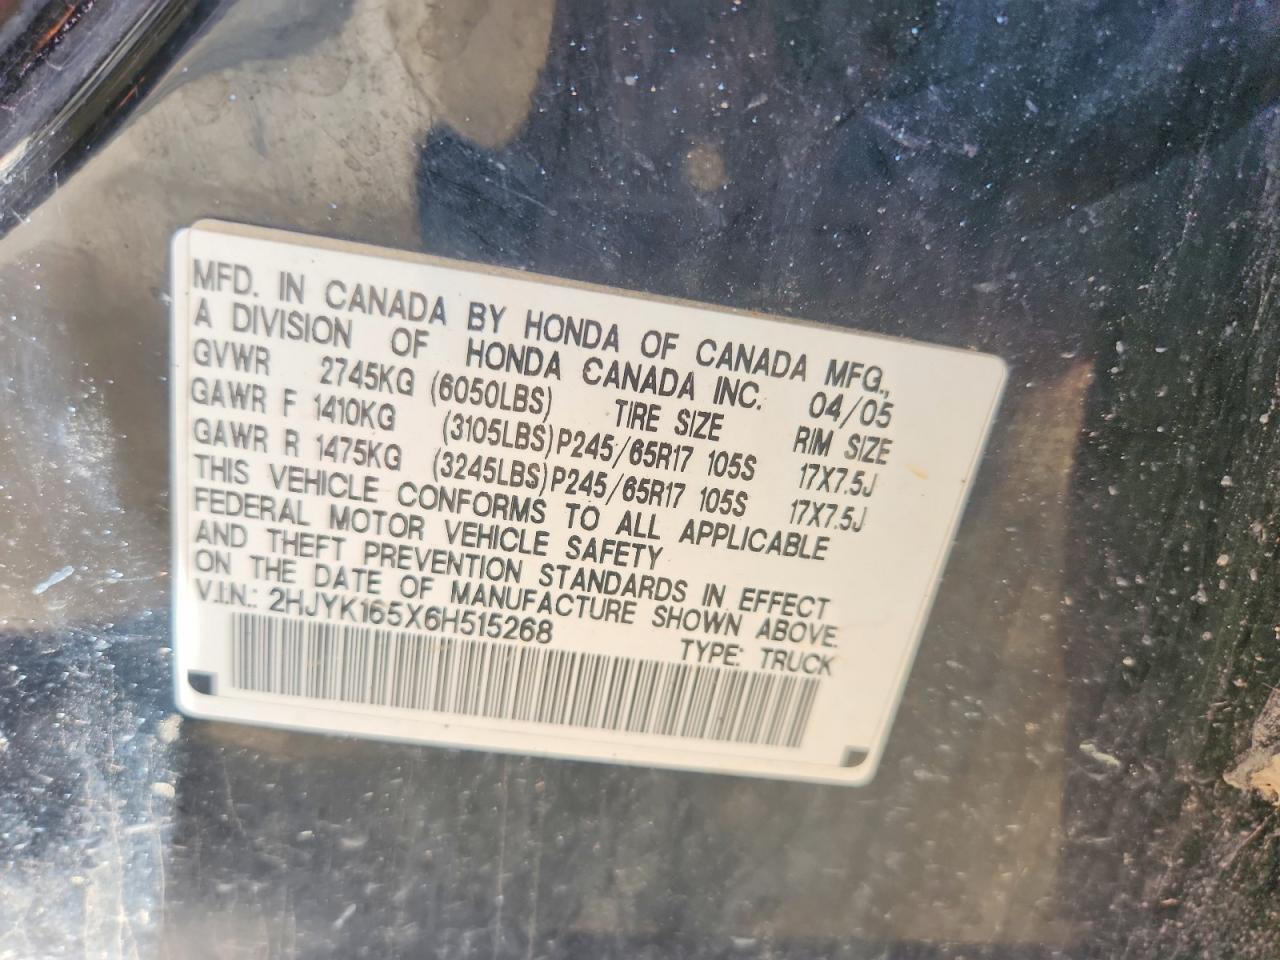 MFD. IN CANADA BY HONDA OF CANADA MFG.,
A DIVISION OF HONDA CANADA INC. 04/05
GVWR 2745KG (6050LBS) TIRE SIZE RIM SIZE
GAWR F 1410KG (3105LBS) P245/65R17 105S 17X7.5J
GAWR R 1475KG (3245LBS) P245/65R17 105S 17X7.5J
THIS VEHICLE CONFORMS TO ALL APPLICABLE
FEDERAL MOTOR VEHICLE SAFETY
AND THEFT PREVENTION STANDARDS IN EFFECT
ON THE DATE OF MANUFACTURE SHOWN ABOVE.
V.I.N.: 2HJYK165X6H515268 TYPE: TRUCK